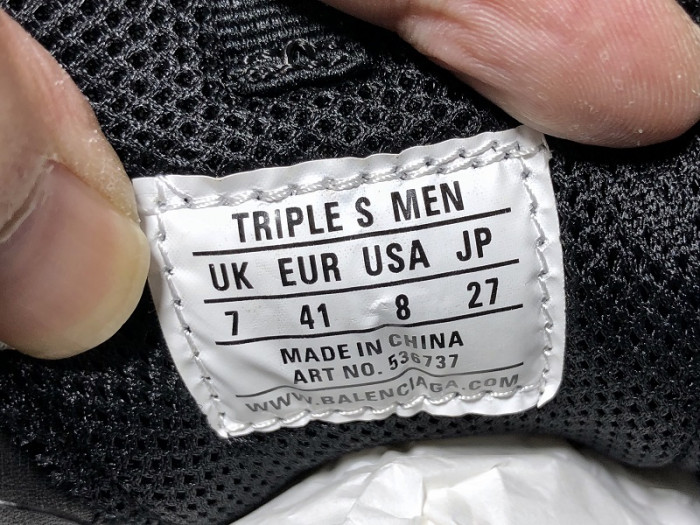 TRIPLE S MEN
UK EUR USA JP
7 41 8 27
MADE IN CHINA
ART NO. 536737
WWW.BALENCIAGA.COM